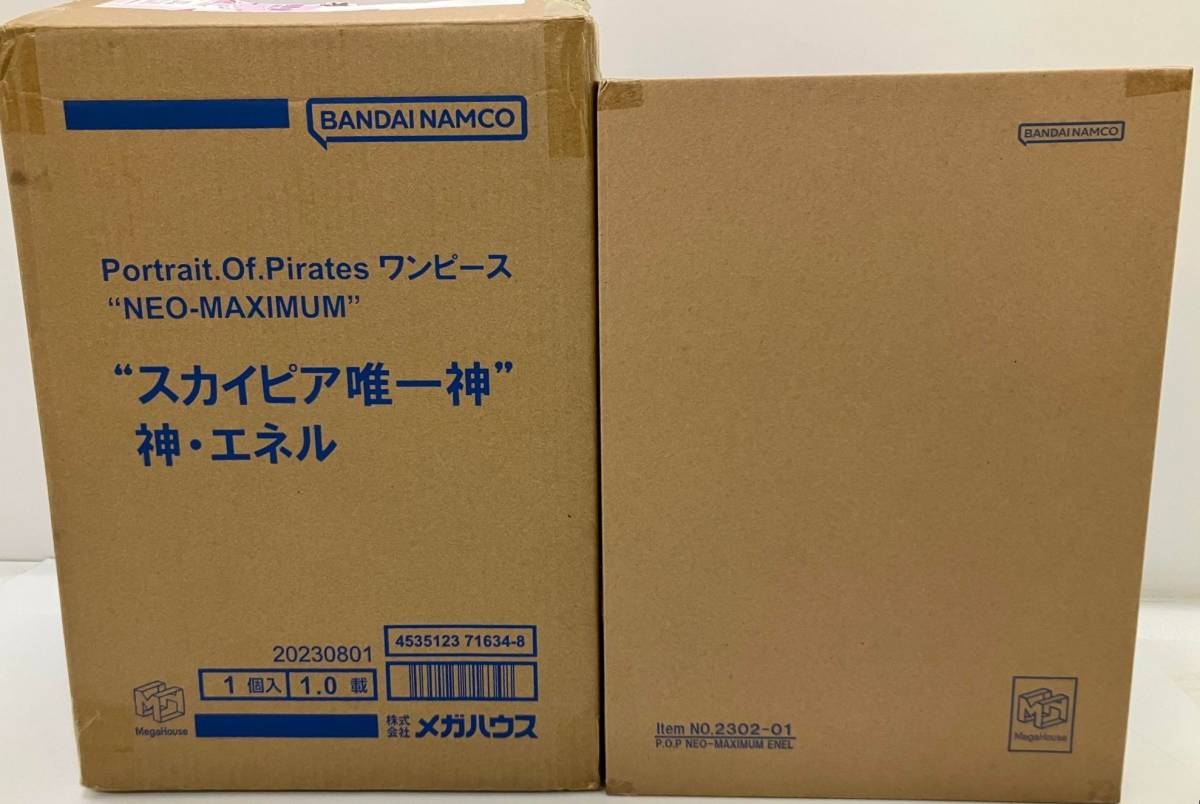 BANDAI NAMCO
Portrait.Of.Pirates ワンピース
“NEO-MAXIMUM”
“スカイピア唯一神”
神・エネル
4535123 71634-8
20230801
1 個入 1.0 載
MegaHouse
株式会社 メガハウス
BANDAI NAMCO
Item NO.2302-01
P.O.P NEO-MAXIMUM ENEL
MegaHouse